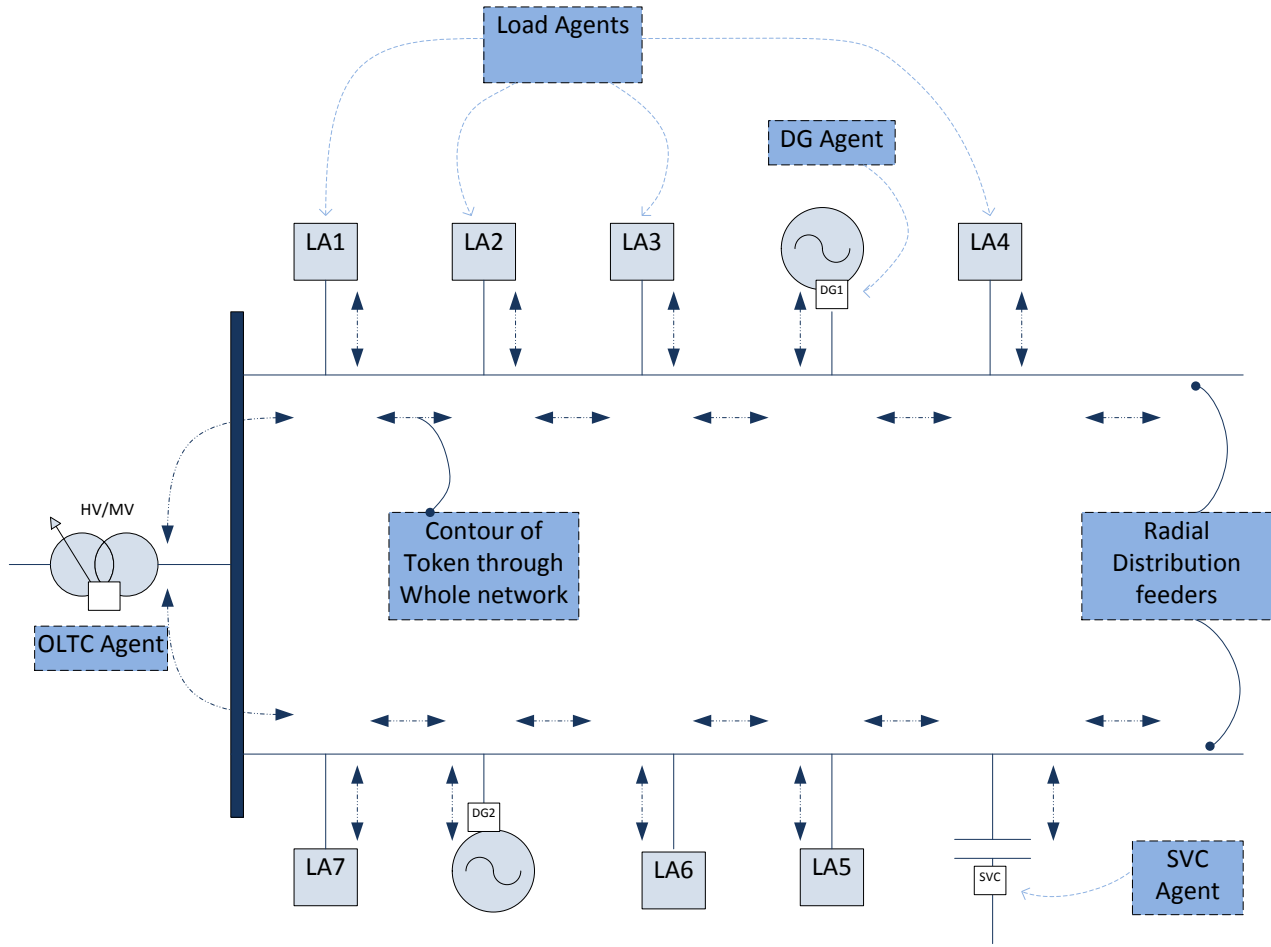 Load Agents
DG Agent
LA1
LA2
LA3
DG1
LA4
HV/MV
OLTC Agent
Contour of
Token through
Whole network
Radial
Distribution
feeders
LA7
DG2
LA6
LA5
SVC
SVC
Agent